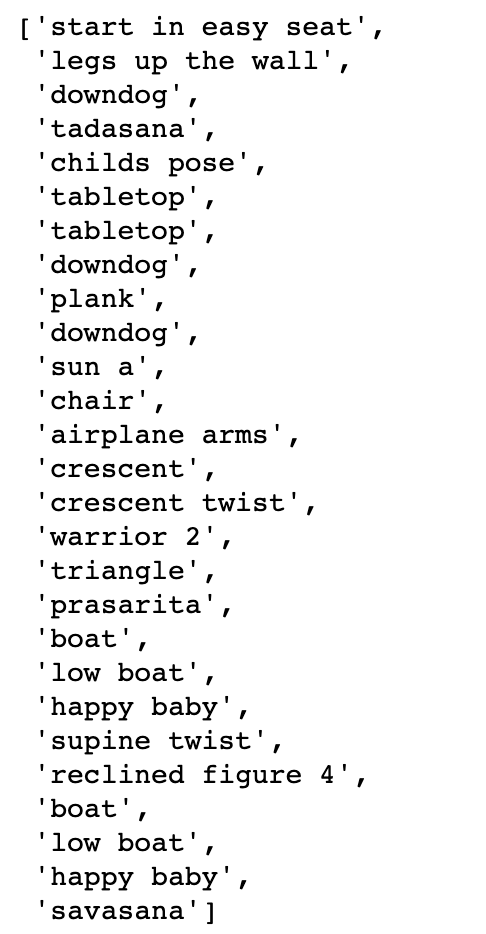 ['start in easy seat',
'legs up the wall',
'downdog',
'tadasana',
'childs pose',
'tabletop',
'tabletop',
'downdog',
'plank',
'downdog',
'sun a',
'chair',
'airplane arms',
'crescent',
'crescent twist',
'warrior 2',
'triangle',
'prasarita',
'boat',
'low boat',
'happy baby',
'supine twist',
'reclined figure 4',
'boat',
'low boat',
'happy baby',
'savasana']